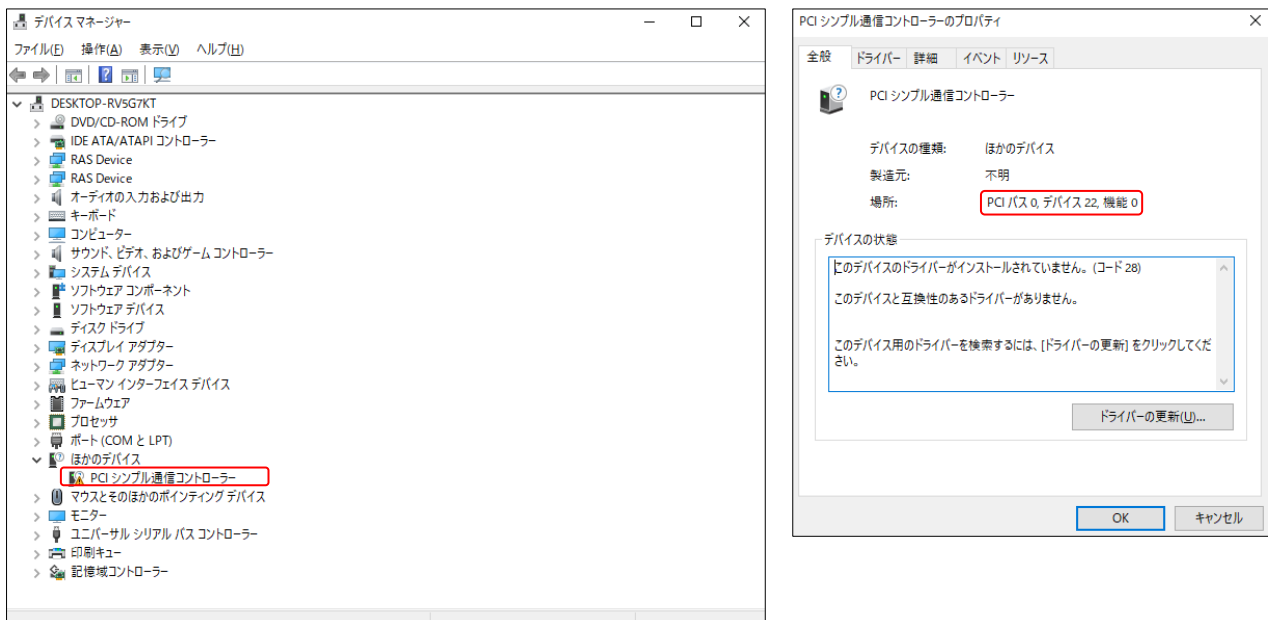 デバイス マネージャー
ファイル(F) 操作(A) 表示(V) ヘルプ(H)
DESKTOP-RV5G7KT
DVD/CD-ROM ドライブ
IDE ATA/ATAPI コントローラー
RAS Device
RAS Device
オーディオの入力および出力
キーボード
コンピューター
サウンド、ビデオ、およびゲーム コントローラー
システム デバイス
ソフトウェア コンポーネント
ソフトウェア デバイス
ディスク ドライブ
ディスプレイ アダプター
ネットワーク アダプター
ヒューマン インターフェイス デバイス
ファームウェア
プロセッサ
ポート (COM と LPT)
ほかのデバイス
PCI シンプル通信コントローラー
マウスとそのほかのポインティング デバイス
モニター
ユニバーサル シリアル バス コントローラー
印刷キュー
記憶域コントローラー
PCI シンプル通信コントローラーのプロパティ
全般 ドライバー 詳細 イベント リソース
PCI シンプル通信コントローラー
デバイスの種類: ほかのデバイス
製造元: 不明
場所: PCI バス 0, デバイス 22, 機能 0
デバイスの状態
このデバイスのドライバーがインストールされていません。 (コード 28)
このデバイスと互換性のあるドライバーがありません。
このデバイス用のドライバーを検索するには、[ドライバーの更新] をクリックしてくだ
さい。
ドライバーの更新(U)...
OK キャンセル